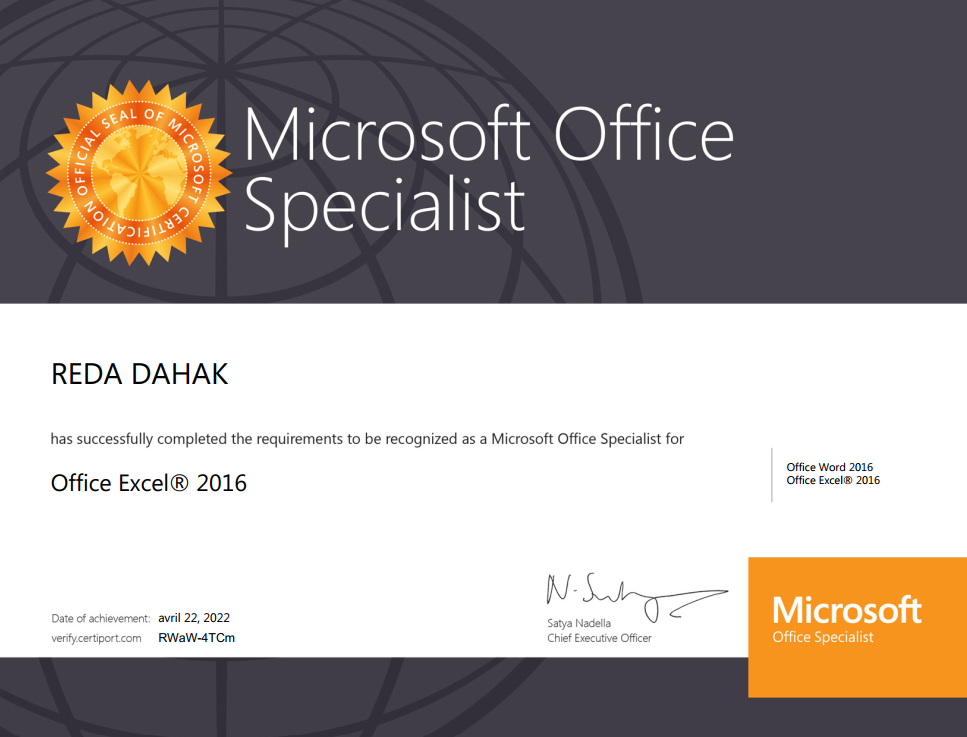 OFFICIAL SEAL OF MICROSOFT CERTIFICATION
Microsoft Office
Specialist
REDA DAHAK
has successfully completed the requirements to be recognized as a Microsoft Office Specialist for
Office Excel® 2016
Office Word 2016
Office Excel® 2016
Date of achievement: avril 22, 2022
verify.certiport.com RWaW-4TCm
Satya Nadella
Chief Executive Officer
Microsoft
Office Specialist